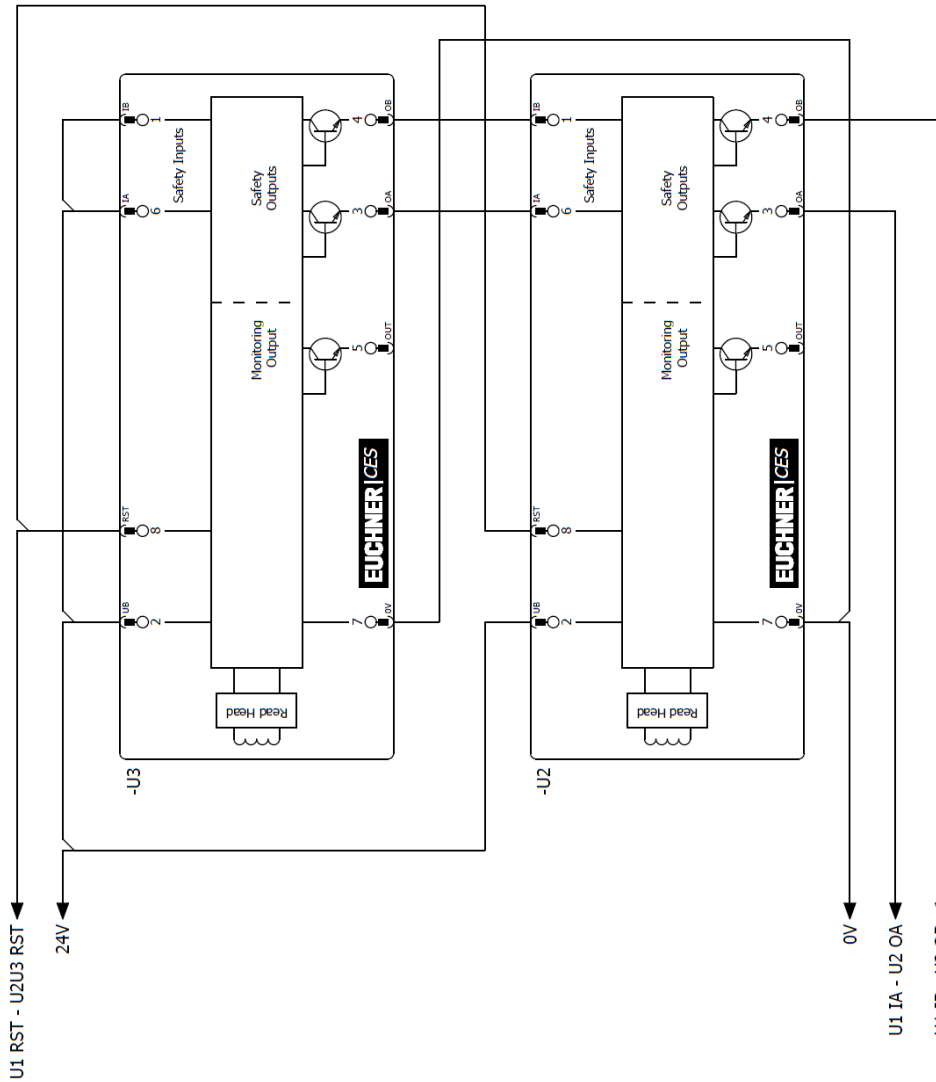 IB
1
Safety Inputs
IA
6
Safety
Outputs
4
OB
3
OA
Monitoring
Output
5
OUT
RST
8
EUCHNER|CES
UB
2
7
0V
Read Head
-U3
IB
1
Safety Inputs
IA
6
Safety
Outputs
4
OB
3
OA
Monitoring
Output
5
OUT
RST
8
EUCHNER|CES
UB
2
7
0V
Read Head
-U2
U1 RST - U2U3 RST
24V
0V
U1 IA - U2 OA